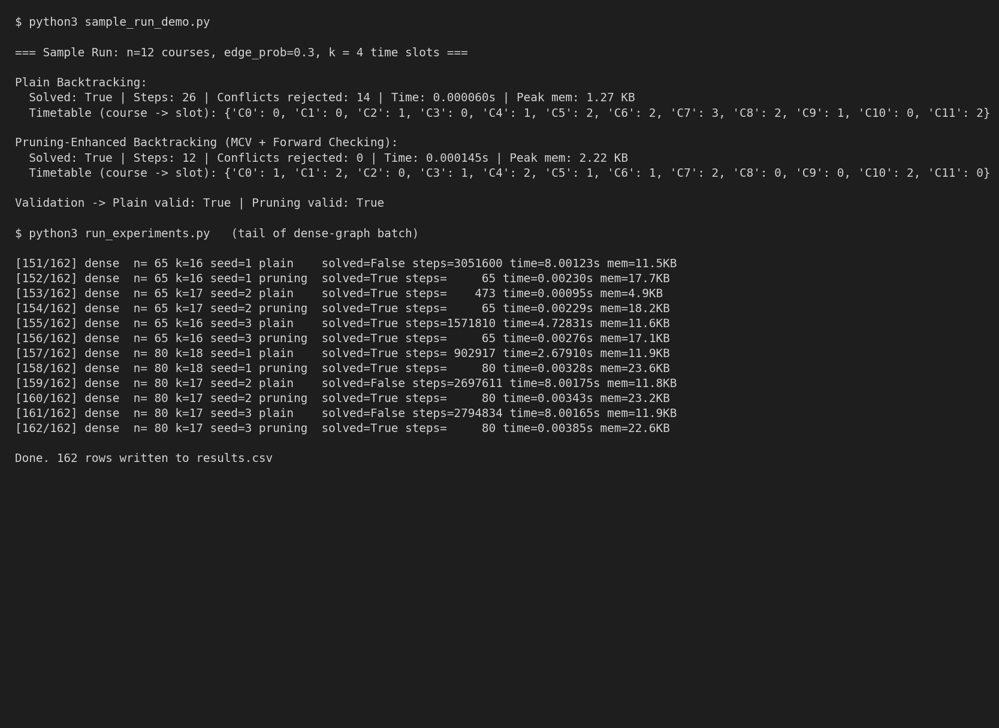 $ python3 sample_run_demo.py
=== Sample Run: n=12 courses, edge_prob=0.3, k = 4 time slots ===
Plain Backtracking:
  Solved: True | Steps: 26 | Conflicts rejected: 14 | Time: 0.000060s | Peak mem: 1.27 KB
  Timetable (course -> slot): {'C0': 0, 'C1': 0, 'C2': 1, 'C3': 0, 'C4': 1, 'C5': 2, 'C6': 2, 'C7': 3, 'C8': 2, 'C9': 1, 'C10': 0, 'C11': 2}
Pruning-Enhanced Backtracking (MCV + Forward Checking):
  Solved: True | Steps: 12 | Conflicts rejected: 0 | Time: 0.000145s | Peak mem: 2.22 KB
  Timetable (course -> slot): {'C0': 1, 'C1': 2, 'C2': 0, 'C3': 1, 'C4': 2, 'C5': 1, 'C6': 1, 'C7': 2, 'C8': 0, 'C9': 0, 'C10': 2, 'C11': 0}
Validation -> Plain valid: True | Pruning valid: True
$ python3 run_experiments.py   (tail of dense-graph batch)
[151/162] dense  n= 65 k=16 seed=1 plain    solved=False steps=3051600 time=8.00123s mem=11.5KB
[152/162] dense  n= 65 k=16 seed=1 pruning  solved=True steps=     65 time=0.00230s mem=17.7KB
[153/162] dense  n= 65 k=17 seed=2 plain    solved=True steps=    473 time=0.00095s mem=4.9KB
[154/162] dense  n= 65 k=17 seed=2 pruning  solved=True steps=     65 time=0.00229s mem=18.2KB
[155/162] dense  n= 65 k=16 seed=3 plain    solved=True steps=1571810 time=4.72831s mem=11.6KB
[156/162] dense  n= 65 k=16 seed=3 pruning  solved=True steps=     65 time=0.00276s mem=17.1KB
[157/162] dense  n= 80 k=18 seed=1 plain    solved=True steps= 902917 time=2.67910s mem=11.9KB
[158/162] dense  n= 80 k=18 seed=1 pruning  solved=True steps=     80 time=0.00328s mem=23.6KB
[159/162] dense  n= 80 k=17 seed=2 plain    solved=False steps=2697611 time=8.00175s mem=11.8KB
[160/162] dense  n= 80 k=17 seed=2 pruning  solved=True steps=     80 time=0.00343s mem=23.2KB
[161/162] dense  n= 80 k=17 seed=3 plain    solved=False steps=2794834 time=8.00165s mem=11.9KB
[162/162] dense  n= 80 k=17 seed=3 pruning  solved=True steps=     80 time=0.00385s mem=22.6KB
Done. 162 rows written to results.csv